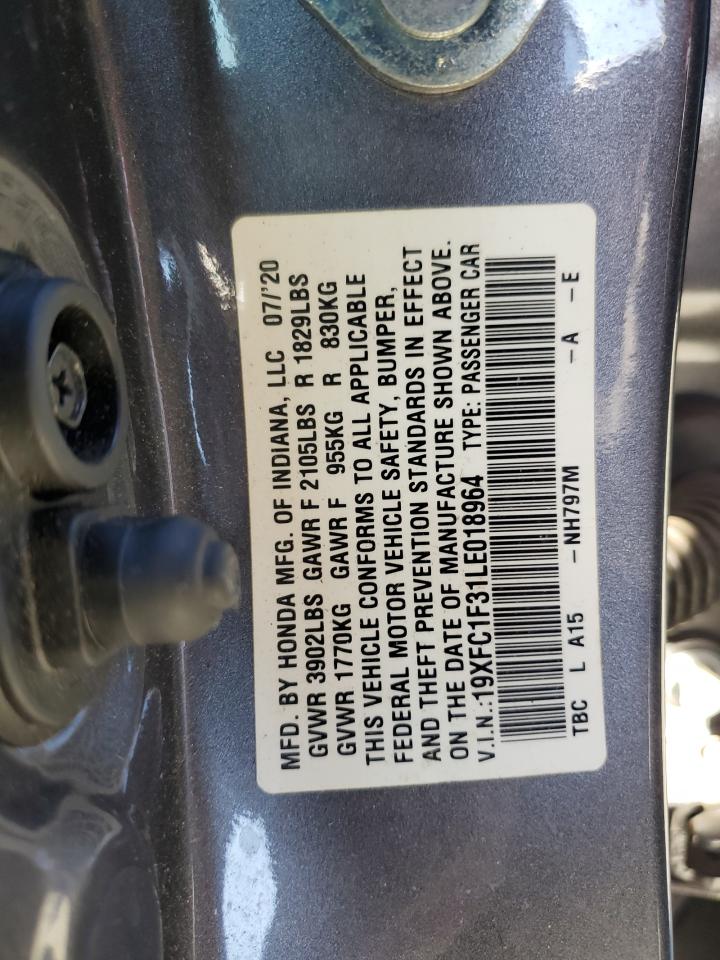 MFD. BY HONDA MFG. OF INDIANA, LLC 07/'20
GVWR 3902LBS GAWR F 2105LBS R 1829LBS
GVWR 1770KG GAWR F 955KG R 830KG
THIS VEHICLE CONFORMS TO ALL APPLICABLE
FEDERAL MOTOR VEHICLE SAFETY, BUMPER,
AND THEFT PREVENTION STANDARDS IN EFFECT
ON THE DATE OF MANUFACTURE SHOWN ABOVE.
V.I.N.:19XFC1F31LE018964 TYPE: PASSENGER CAR
TBC L A15 -NH797M -A -E